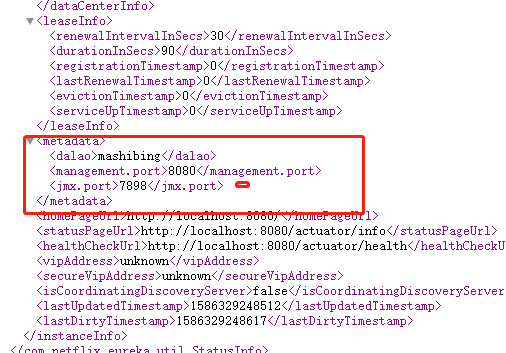 </dataCenterInfo>
▼<leaseInfo>
<renewalIntervalInSecs>30</renewalIntervalInSecs>
<durationInSecs>90</durationInSecs>
<registrationTimestamp>0</registrationTimestamp>
<lastRenewalTimestamp>0</lastRenewalTimestamp>
<evictionTimestamp>0</evictionTimestamp>
<serviceUpTimestamp>0</serviceUpTimestamp>
</leaseInfo>
▼<metadata>
<dalao>mashibing</dalao>
<management.port>8080</management.port>
<jmx.port>7898</jmx.port>
</metadata>
<homePageUrl>http://localhost:8080/</homePageUrl>
<statusPageUrl>http://localhost:8080/actuator/info</statusPageUrl>
<healthCheckUrl>http://localhost:8080/actuator/health</healthCheckU
<vipAddress>unknown</vipAddress>
<secureVipAddress>unknown</secureVipAddress>
<isCoordinatingDiscoveryServer>false</isCoordinatingDiscoveryServer
<lastUpdatedTimestamp>1586329248512</lastUpdatedTimestamp>
<lastDirtyTimestamp>1586329248617</lastDirtyTimestamp>
</instanceInfo>
</com.netflix.eureka.util.StatusInfo>